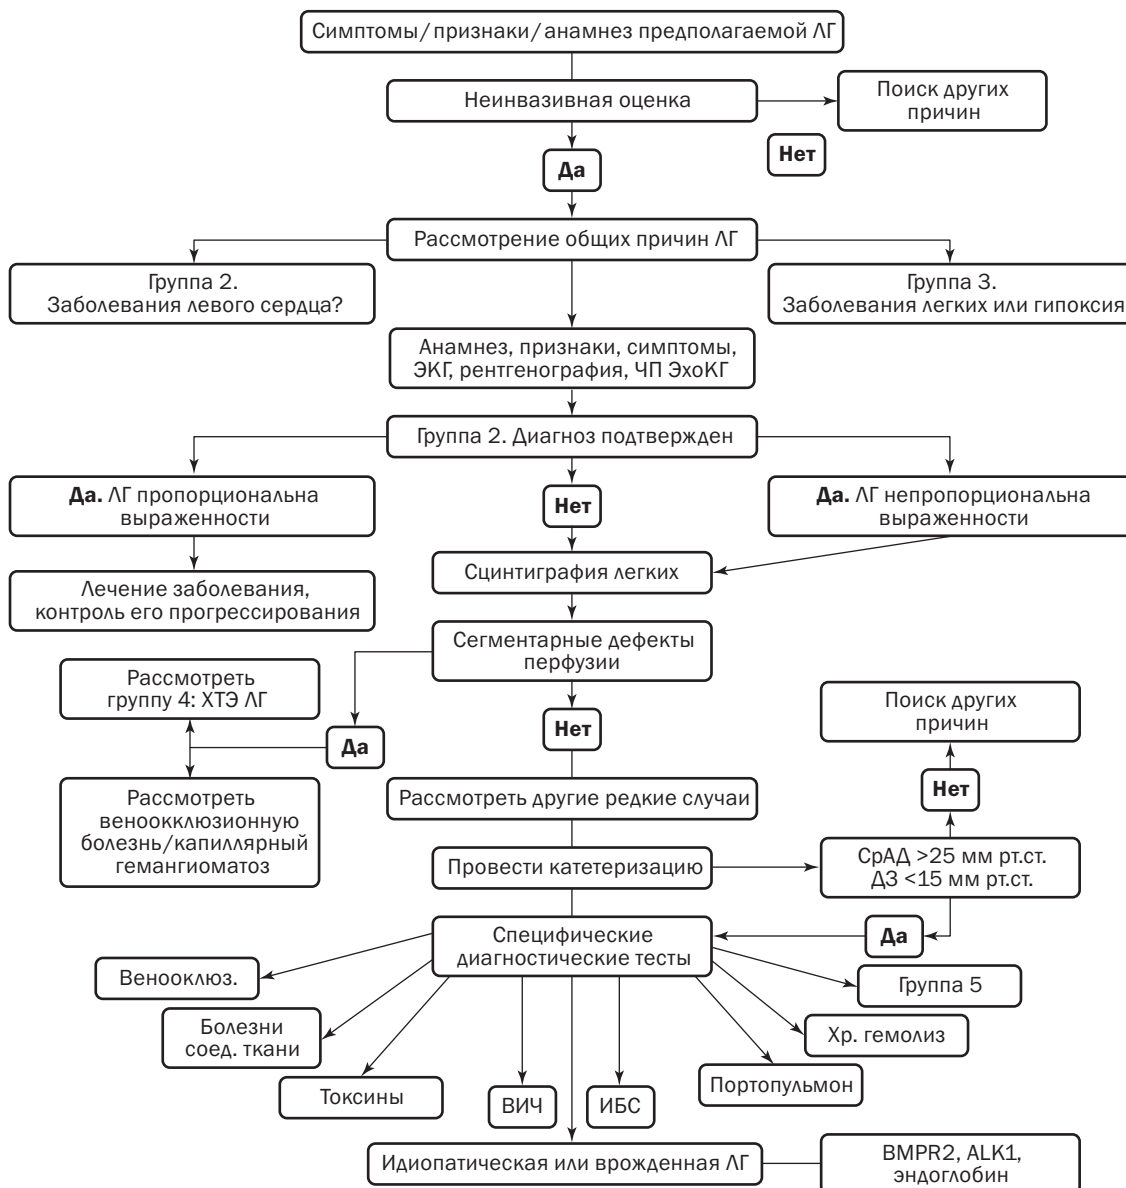 Симптомы/признаки/анамнез предполагаемой ЛГ
Неинвазивная оценка
Поиск других
причин
Нет
Да
Рассмотрение общих причин ЛГ
Группа 2.
Заболевания левого сердца?
Группа 3.
Заболевания легких или гипоксия
Анамнез, признаки, симптомы,
ЭКГ, рентгенография, ЧП ЭхоКГ
Группа 2. Диагноз подтвержден
Да. ЛГ пропорциональна
выраженности
Нет
Да. ЛГ непропорциональна
выраженности
Лечение заболевания,
контроль его прогрессирования
Сцинтиграфия легких
Сегментарные дефекты
перфузии
Рассмотреть
группу 4: ХТЭ ЛГ
Да
Нет
Поиск других
причин
Нет
Рассмотреть
веноокклюзионную
болезнь/капиллярный
гемангиоматоз
Рассмотреть другие редкие случаи
Провести катетеризацию
СрАД >25 мм рт.ст.
ДЗ <15 мм рт.ст.
Да
Специфические
диагностические тесты
Веноoклюз.
Группа 5
Болезни
соед. ткани
Хр. гемолиз
Токсины
ВИЧ
ИБС
Портопульмон
Идиопатическая или врожденная ЛГ
BMPR2, ALK1,
эндоглобин